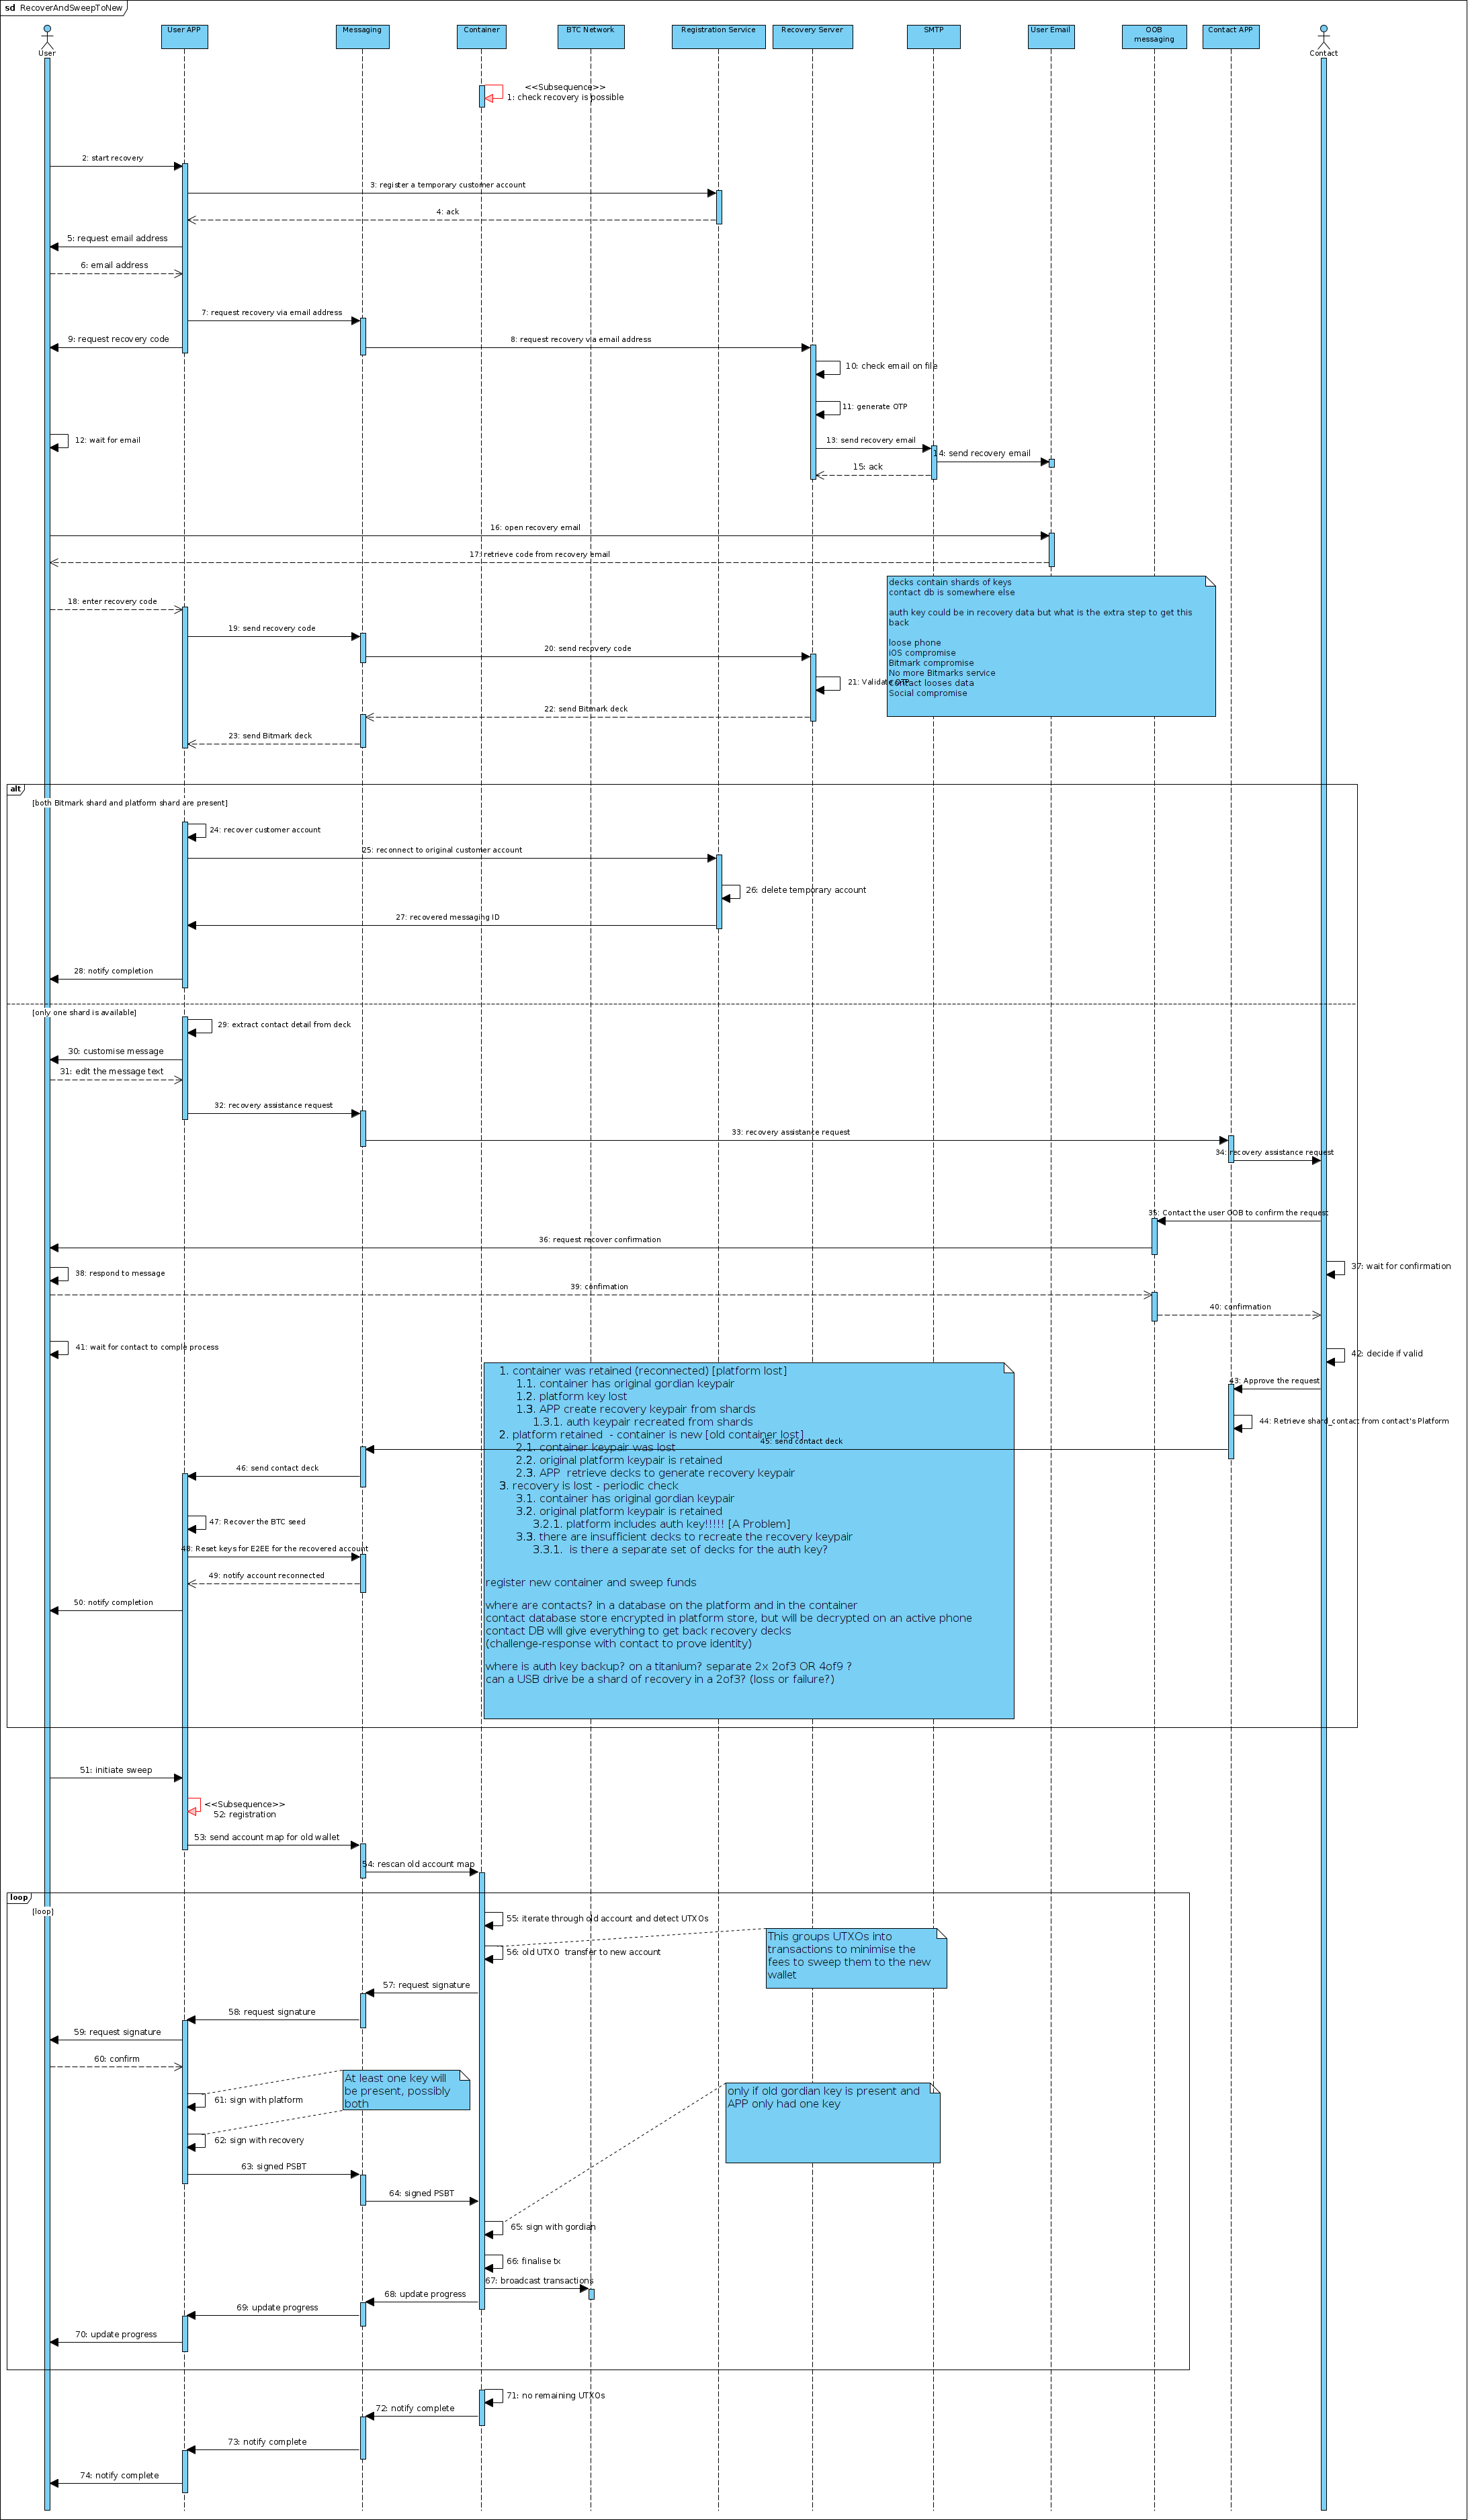 sd RecoverAndSweepToNew
User
User APP
Messaging
Container
BTC Network
Registration Service
Recovery Server
SMTP
User Email
OOB
messaging
Contact APP
Contact
<<Subsequence>>
1: check recovery is possible
2: start recovery
3: register a temporary customer account
4: ack
5: request email address
6: email address
7: request recovery via email address
9: request recovery code
8: request recovery via email address
10: check email on file
11: generate OTP
12: wait for email
13: send recovery email
14: send recovery email
15: ack
16: open recovery email
17: retrieve code from recovery email
decks contain shards of keys
contact db is somewhere else
auth key could be in recovery data but what is the extra step to get this
back
loose phone
iOS compromise
Bitmark compromise
No more Bitmarks service
Contact looses data
Social compromise
18: enter recovery code
19: send recovery code
20: send recovery code
21: Validate OTP
22: send Bitmark deck
23: send Bitmark deck
alt
[both Bitmark shard and platform shard are present]
24: recover customer account
25: reconnect to original customer account
26: delete temporary account
27: recovered messaging ID
28: notify completion
[only one shard is available]
29: extract contact detail from deck
30: customise message
31: edit the message text
32: recovery assistance request
33: recovery assistance request
34: recovery assistance request
35: Contact the user OOB to confirm the request
36: request recover confirmation
37: wait for confirmation
38: respond to message
39: confimation
40: confirmation
41: wait for contact to comple process
42: decide if valid
43: Approve the request
44: Retrieve shard_contact from contact's Platform
45: send contact deck
1. container was retained (reconnected) [platform lost]
1.1. container has original gordian keypair
1.2. platform key lost
1.3. APP create recovery keypair from shards
1.3.1. auth keypair recreated from shards
2. platform retained  - container is new [old container lost]
2.1. container keypair was lost
2.2. original platform keypair is retained
2.3. APP  retrieve decks to generate recovery keypair
3. recovery is lost - periodic check
3.1. container has original gordian keypair
3.2. original platform keypair is retained
3.2.1. platform includes auth key!!!!! [A Problem]
3.3. there are insufficient decks to recreate the recovery keypair
3.3.1.  is there a separate set of decks for the auth key?
register new container and sweep funds
where are contacts? in a database on the platform and in the container
contact database store encrypted in platform store, but will be decrypted on an active phone
contact DB will give everything to get back recovery decks
(challenge-response with contact to prove identity)
where is auth key backup? on a titanium? separate 2x 2of3 OR 4of9 ?
can a USB drive be a shard of recovery in a 2of3? (loss or failure?)
46: send contact deck
47: Recover the BTC seed
48: Reset keys for E2EE for the recovered account
49: notify account reconnected
50: notify completion
51: initiate sweep
<<Subsequence>>
52: registration
53: send account map for old wallet
54: rescan old account map
loop
[loop]
55: iterate through old account and detect UTXOs
56: old UTXO  transfer to new account
This groups UTXOs into
transactions to minimise the
fees to sweep them to the new
wallet
57: request signature
58: request signature
59: request signature
60: confirm
At least one key will
be present, possibly
both
61: sign with platform
62: sign with recovery
only if old gordian key is present and
APP only had one key
63: signed PSBT
64: signed PSBT
65: sign with gordian
66: finalise tx
67: broadcast transactions
68: update progress
69: update progress
70: update progress
71: no remaining UTXOs
72: notify complete
73: notify complete
74: notify complete